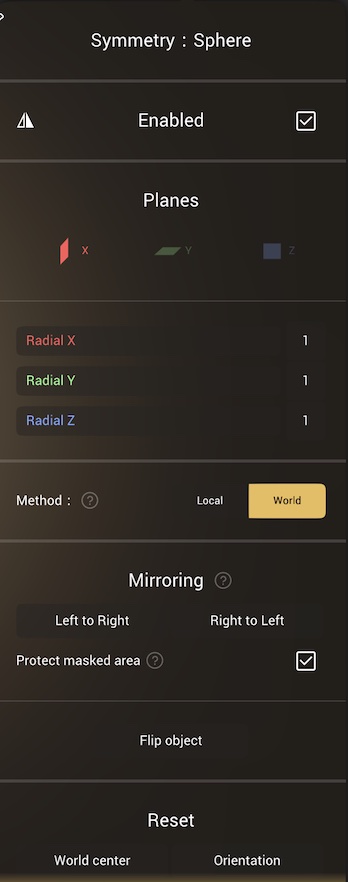 Symmetry : Sphere
Enabled
Planes
X Y Z
Radial X 1
Radial Y 1
Radial Z 1
Method : ? Local World
Mirroring ?
Left to Right Right to Left
Protect masked area ?
Flip object
Reset
World center Orientation